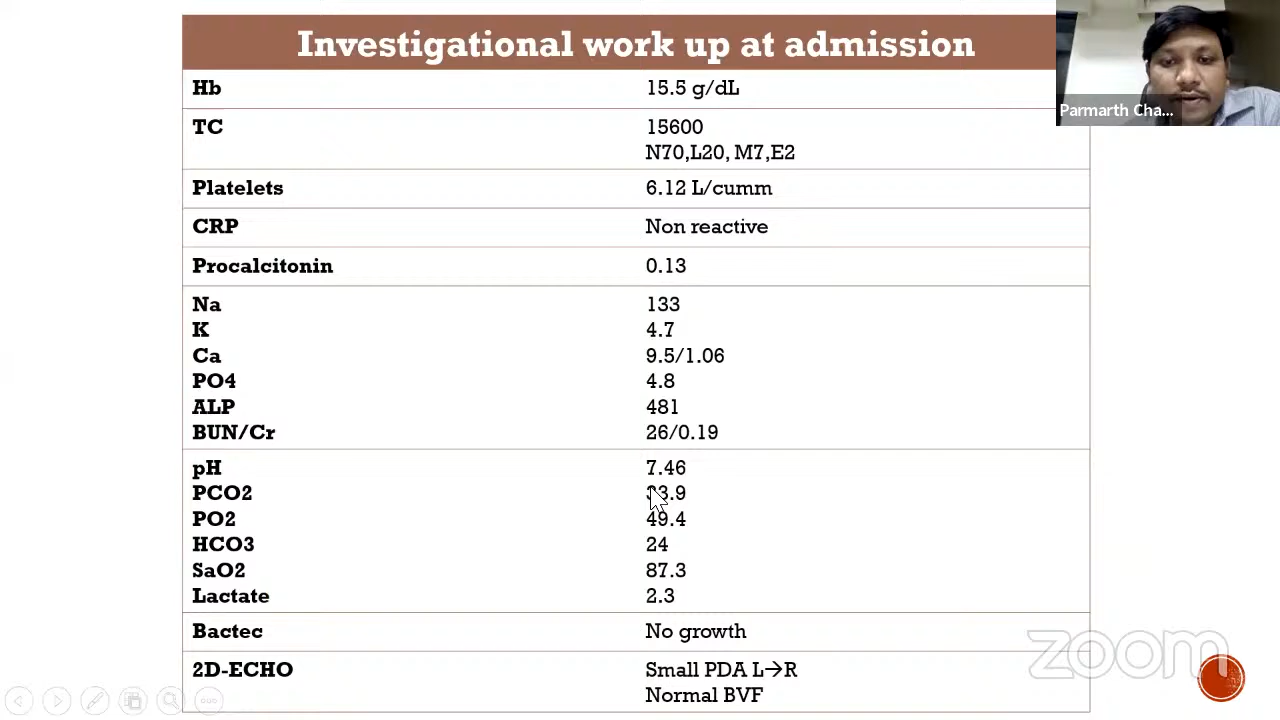 Investigational work up at admission
Hb 15.5 g/dL
TC 15600
N70,L20, M7,E2
Platelets 6.12 L/cumm
CRP Non reactive
Procalcitonin 0.13
Na 133
K 4.7
Ca 9.5/1.06
PO4 4.8
ALP 481
BUN/Cr 26/0.19
pH 7.46
PCO2 33.9
PO2 49.4
HCO3 24
SaO2 87.3
Lactate 2.3
Bactec No growth
2D-ECHO Small PDA L→R
Normal BVF
Parmarth Cha...
zoom